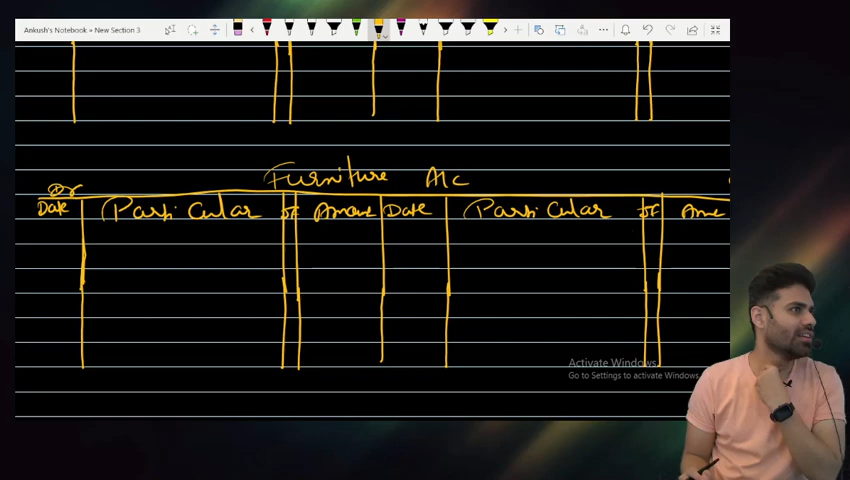 Ankush's Notebook » New Section 3
Furniture A/c
Dr
Date Particular JF Amount Date Particular JF Amo
Activate Windows
Go to Settings to activate Windows.